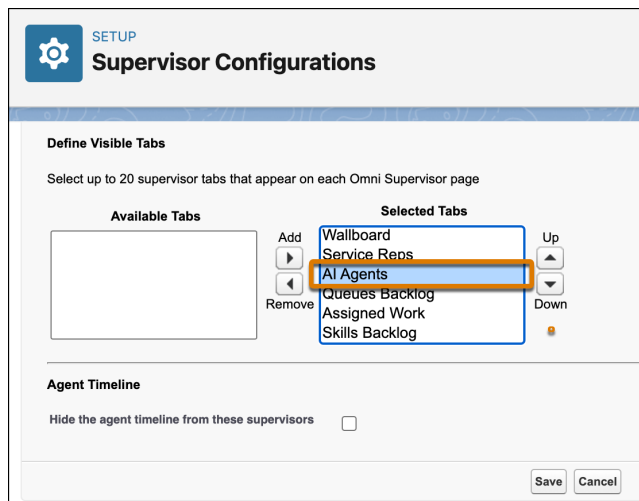 SETUP
Supervisor Configurations
Define Visible Tabs
Select up to 20 supervisor tabs that appear on each Omni Supervisor page
Available Tabs
Selected Tabs
Add
Remove
Wallboard
Service Reps
AI Agents
Queues Backlog
Assigned Work
Skills Backlog
Up
Down
Agent Timeline
Hide the agent timeline from these supervisors
Save
Cancel